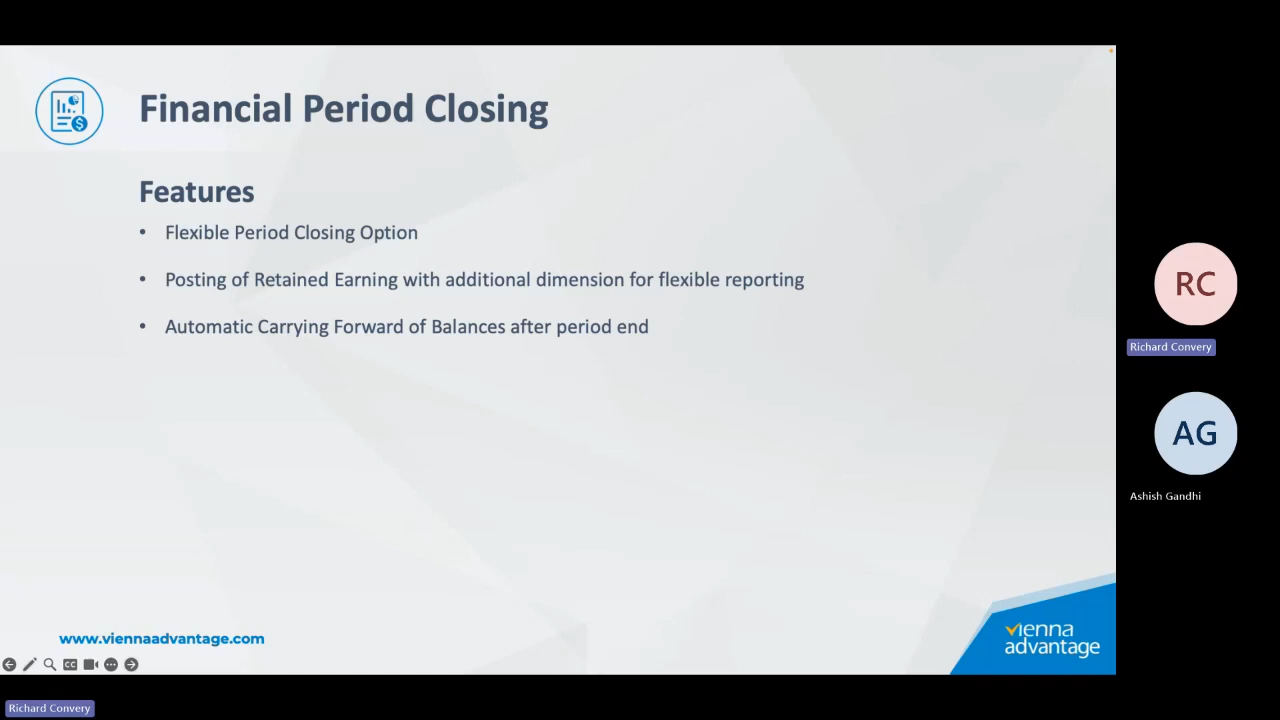 Financial Period Closing
Features
• Flexible Period Closing Option
• Posting of Retained Earning with additional dimension for flexible reporting
• Automatic Carrying Forward of Balances after period end
www.viennaadvantage.com
vienna
advantage
CC
RC
Richard Convery
AG
Ashish Gandhi
Richard Convery